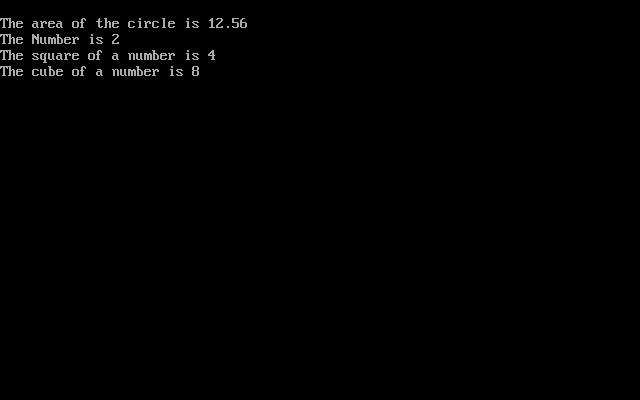 The area of the circle is 12.56
The Number is 2
The square of a number is 4
The cube of a number is 8